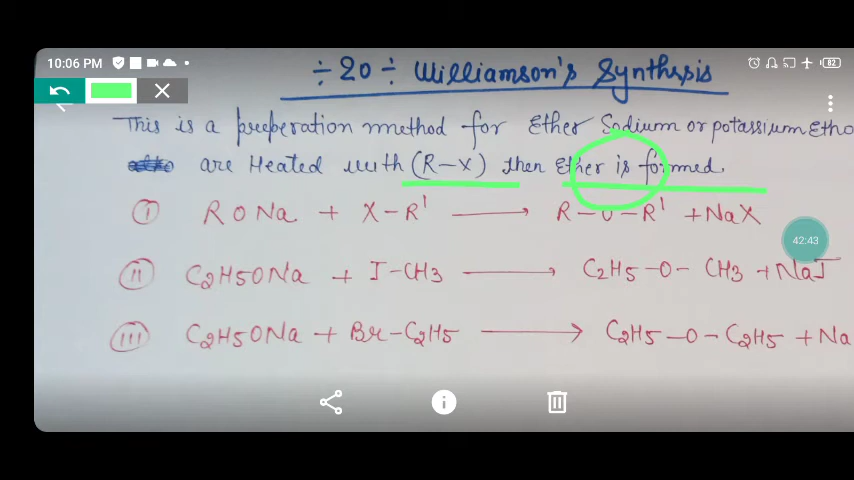 10:06 PM 82
÷ 20 ÷ Williamson's Synthesis
This is a preeperation method for Ether Sodium or potassium Etho
are Heated with (R-X) then Ether is formed.
I RONa + X-R' ⟶ R-O-R' + NaX
42:43
II C2H5ONa + I-CH3 ⟶ C2H5-O-CH3 + NaI
III C2H5ONa + Br-C2H5 ⟶ C2H5-O-C2H5 + Na